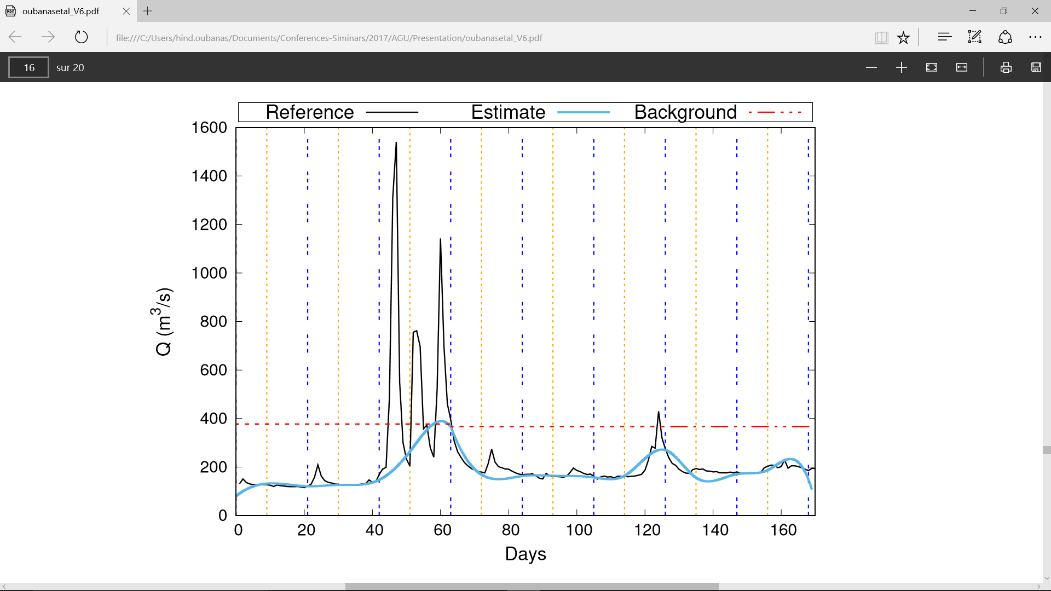 oubanasetal_V6.pdf
file:///C:/Users/hind.oubanas/Documents/Conferences-Siminars/2017/AGU/Presentation/oubanasetal_V6.pdf
16 sur 20
Reference Estimate Background
1600
1400
1200
1000
800
600
400
200
0
Q (m³/s)
0 20 40 60 80 100 120 140 160
Days